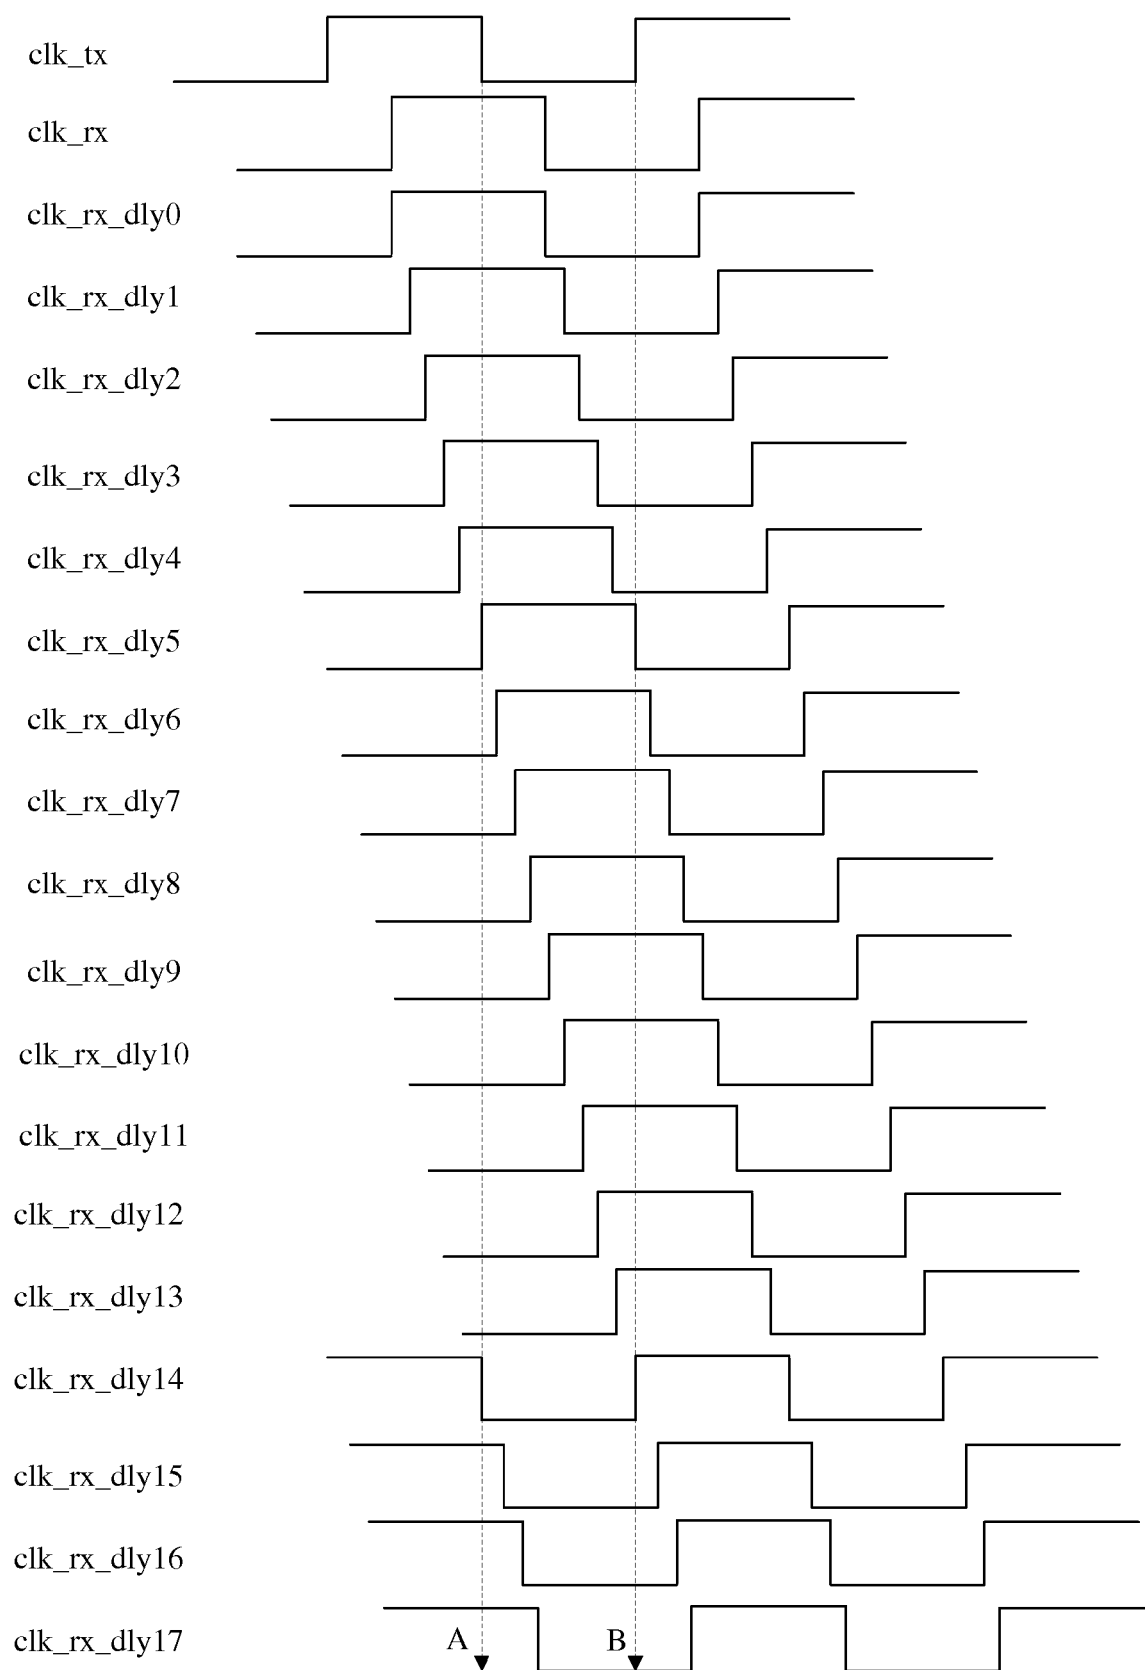 clk_tx
clk_rx
clk_rx_dly0
clk_rx_dly1
clk_rx_dly2
clk_rx_dly3
clk_rx_dly4
clk_rx_dly5
clk_rx_dly6
clk_rx_dly7
clk_rx_dly8
clk_rx_dly9
clk_rx_dly10
clk_rx_dly11
clk_rx_dly12
clk_rx_dly13
clk_rx_dly14
clk_rx_dly15
clk_rx_dly16
clk_rx_dly17 A B